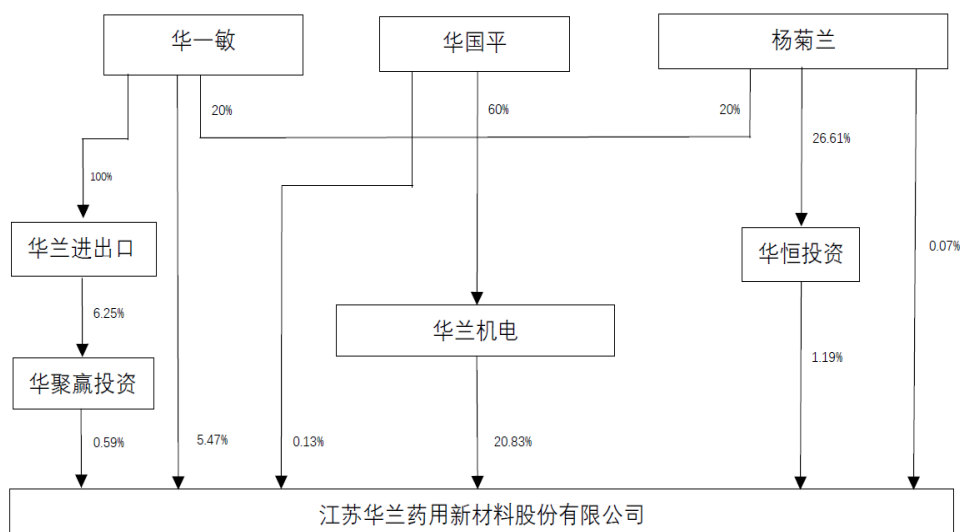 华一敏
华国平
杨菊兰
20%
60%
20%
26.61%
100%
华兰进出口
华恒投资
0.07%
6.25%
华兰机电
1.19%
华聚赢投资
0.59%
5.47%
0.13%
20.83%
江苏华兰药用新材料股份有限公司